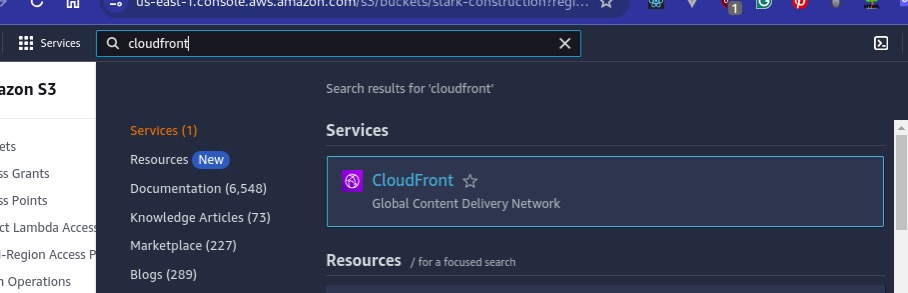 us-east-1.console.aws.amazon.com/s3/buckets/stark-construction?regi...
1
Services
cloudfront
azon S3
Search results for 'cloudfront'
Services (1)
Resources New
Documentation (6,548)
Knowledge Articles (73)
Marketplace (227)
Blogs (289)
Services
CloudFront
Global Content Delivery Network
Resources / for a focused search
ets
ss Grants
ss Points
ct Lambda Access
i-Region Access P
h Operations